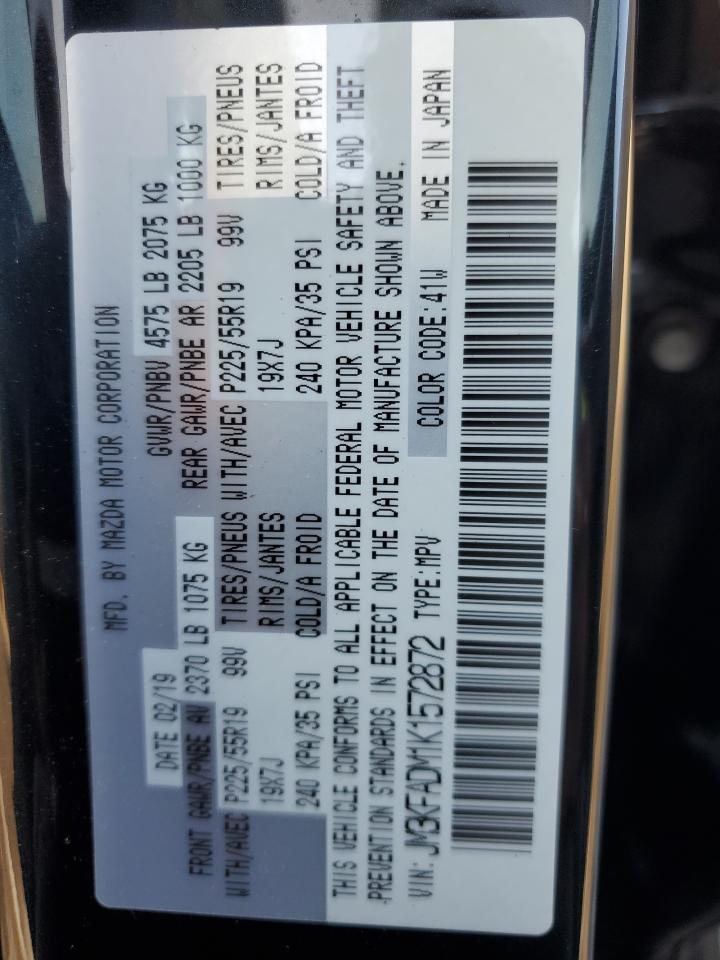 MFD. BY MAZDA MOTOR CORPORATION
DATE 02/19 GVWR/PNBV 4575 LB 2075 KG
FRONT GAWR/PNBE AV 2370 LB 1075 KG REAR GAWR/PNBE AR 2205 LB 1000 KG
WITH/AVEC P225/55R19 99V TIRES/PNEUS WITH/AVEC P225/55R19 99V TIRES/PNEUS
19X7J RIMS/JANTES 19X7J RIMS/JANTES
240 KPA/35 PSI COLD/A FROID 240 KPA/35 PSI COLD/A FROID
THIS VEHICLE CONFORMS TO ALL APPLICABLE FEDERAL MOTOR VEHICLE SAFETY AND THEFT
PREVENTION STANDARDS IN EFFECT ON THE DATE OF MANUFACTURE SHOWN ABOVE.
VIN: JM3KFADM1K1572872 TYPE:MPV COLOR CODE:41W MADE IN JAPAN